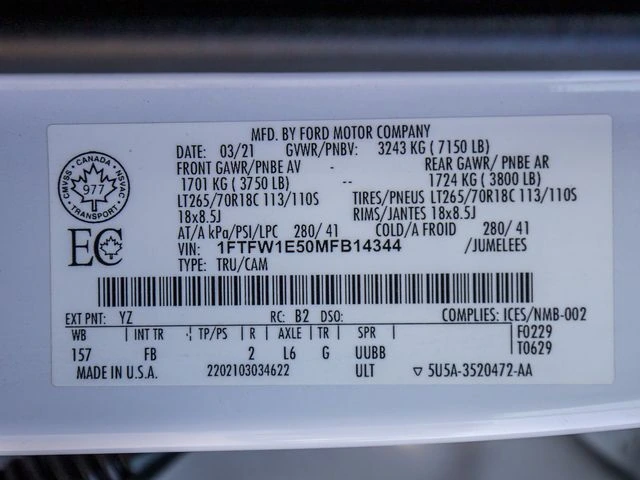 MFD. BY FORD MOTOR COMPANY
DATE: 03/21 GVWR/PNBV: 3243 KG ( 7150 LB)
FRONT GAWR/PNBE AV REAR GAWR/ PNBE AR
1701 KG ( 3750 LB) -- 1724 KG ( 3800 LB)
LT265/70R18C 113/110S TIRES/PNEUS LT265/70R18C 113/110S
18x8.5J RIMS/JANTES 18x8.5J
AT/A kPa/PSI/LPC 280/ 41 COLD/A FROID 280/ 41
VIN: 1FTFW1E50MFB14344 /JUMELEES
TYPE: TRU/CAM
CMVSS • CANADA • NSVAC
977
TRANSPORT
EC
EXT PNT: YZ RC: B2 DSO: COMPLIES: ICES/NMB-002
WB INT TR TP/PS R AXLE TR SPR F0229
157 FB 2 L6 G UUBB T0629
MADE IN U.S.A. 2202103034622 ULT ▽ 5U5A-3520472-AA